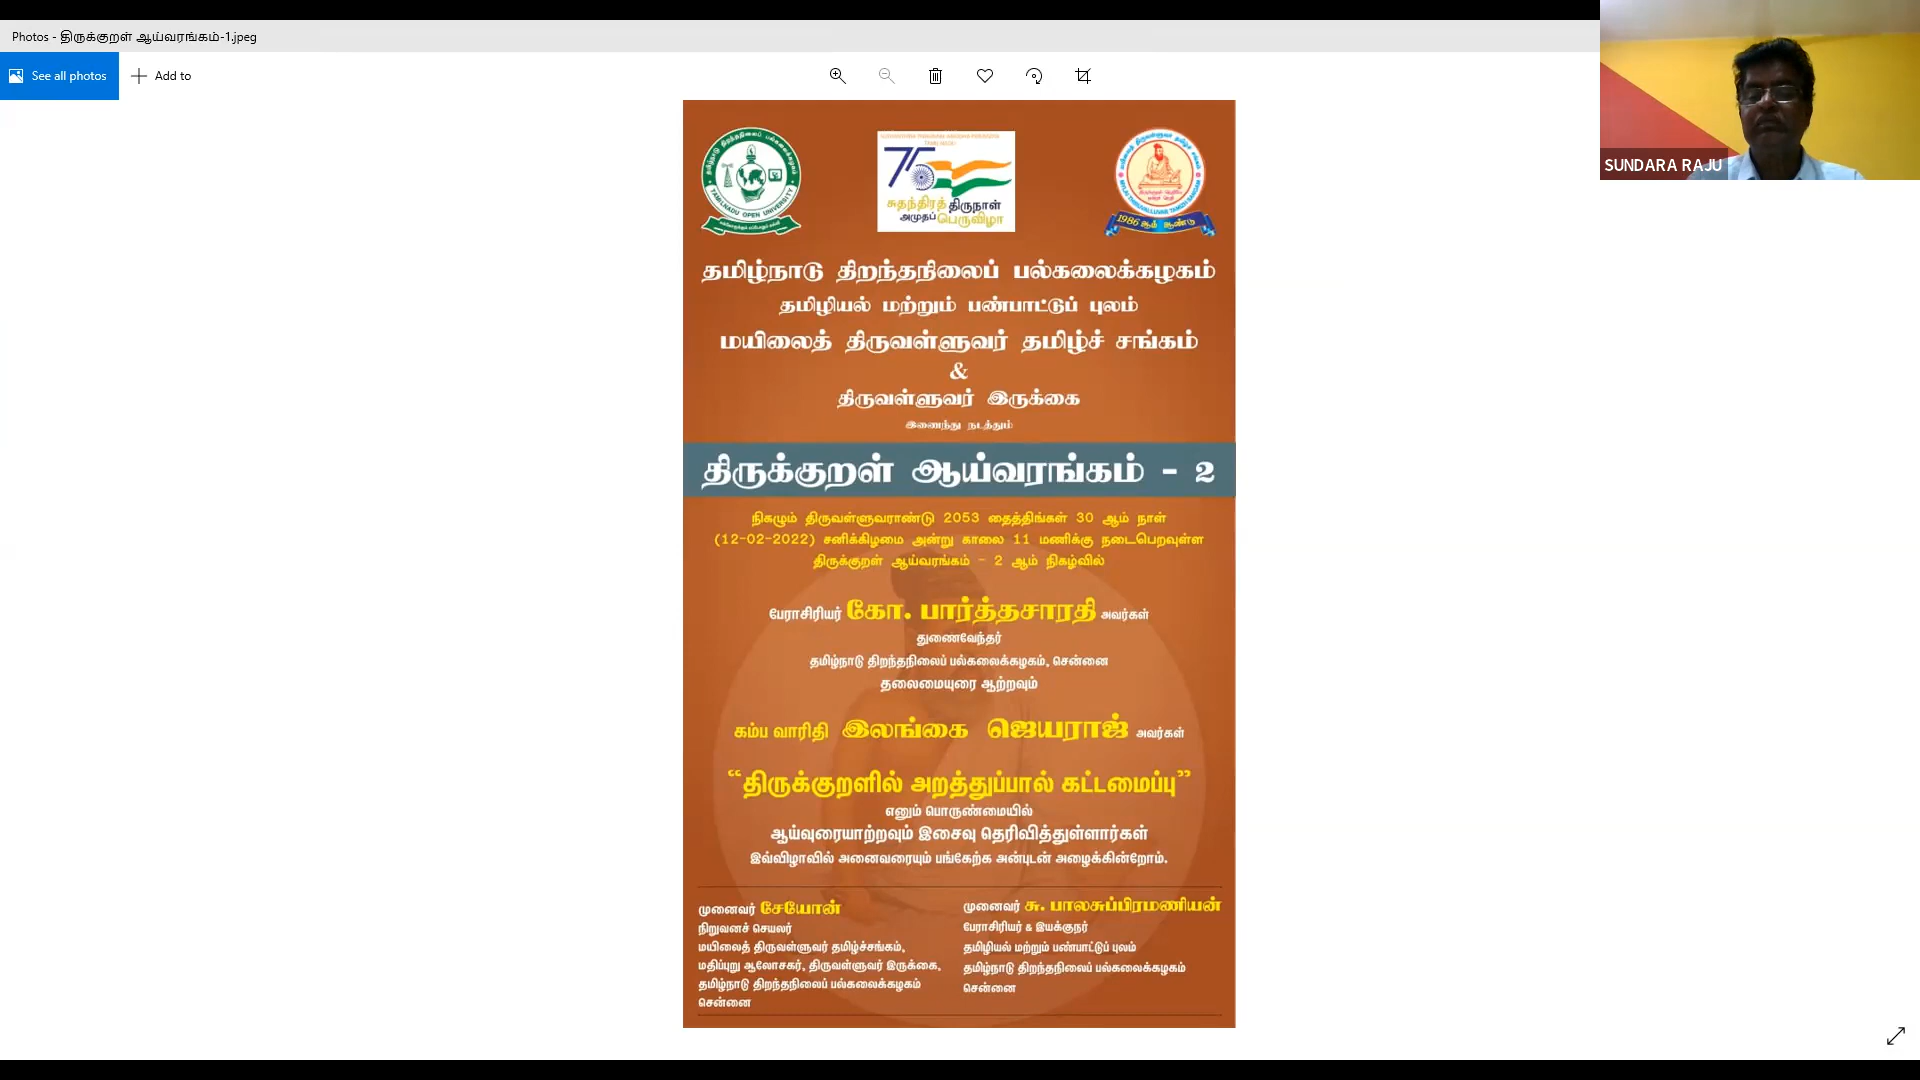 Photos - திருக்குறள் ஆய்வரங்கம்-1.jpeg
See all photos
Add to
SUNDARA RAJU
TAMILNADU OPEN UNIVERSITY
75
சுதந்திரத் திருநாள்
அமுதப் பெருவிழா
1986 ஆம் ஆண்டு
தமிழ்நாடு திறந்தநிலைப் பல்கலைக்கழகம்
தமிழியல் மற்றும் பண்பாட்டுப் புலம்
மயிலைத் திருவள்ளுவர் தமிழ்ச் சங்கம்
&
திருவள்ளுவர் இருக்கை
இணைந்து நடத்தும்
திருக்குறள் ஆய்வரங்கம் - 2
நிகழும் திருவள்ளுவராண்டு 2053 தைத்திங்கள் 30 ஆம் நாள்
(12-02-2022) சனிக்கிழமை அன்று காலை 11 மணிக்கு நடைபெறவுள்ள
திருக்குறள் ஆய்வரங்கம் - 2 ஆம் நிகழ்வில்
பேராசிரியர் கோ. பார்த்தசாரதி அவர்கள்
துணைவேந்தர்
தமிழ்நாடு திறந்தநிலைப் பல்கலைக்கழகம், சென்னை
தலைமையுரை ஆற்றவும்
கம்ப வாரிதி இலங்கை ஜெயராஜ் அவர்கள்
“திருக்குறளில் அறத்துப்பால் கட்டமைப்பு”
எனும் பொருண்மையில்
ஆய்வுரையாற்றவும் இசைவு தெரிவித்துள்ளார்கள்
இவ்விழாவில் அனைவரையும் பங்கேற்க அன்புடன் அழைக்கின்றோம்.
முனைவர் சேயோன்
நிறுவனச் செயலர்
மயிலைத் திருவள்ளுவர் தமிழ்ச்சங்கம்,
மதிப்புறு ஆலோசகர், திருவள்ளுவர் இருக்கை,
தமிழ்நாடு திறந்தநிலைப் பல்கலைக்கழகம்
சென்னை
முனைவர் சு. பாலசுப்பிரமணியன்
பேராசிரியர் & இயக்குநர்
தமிழியல் மற்றும் பண்பாட்டுப் புலம்
தமிழ்நாடு திறந்தநிலைப் பல்கலைக்கழகம்
சென்னை